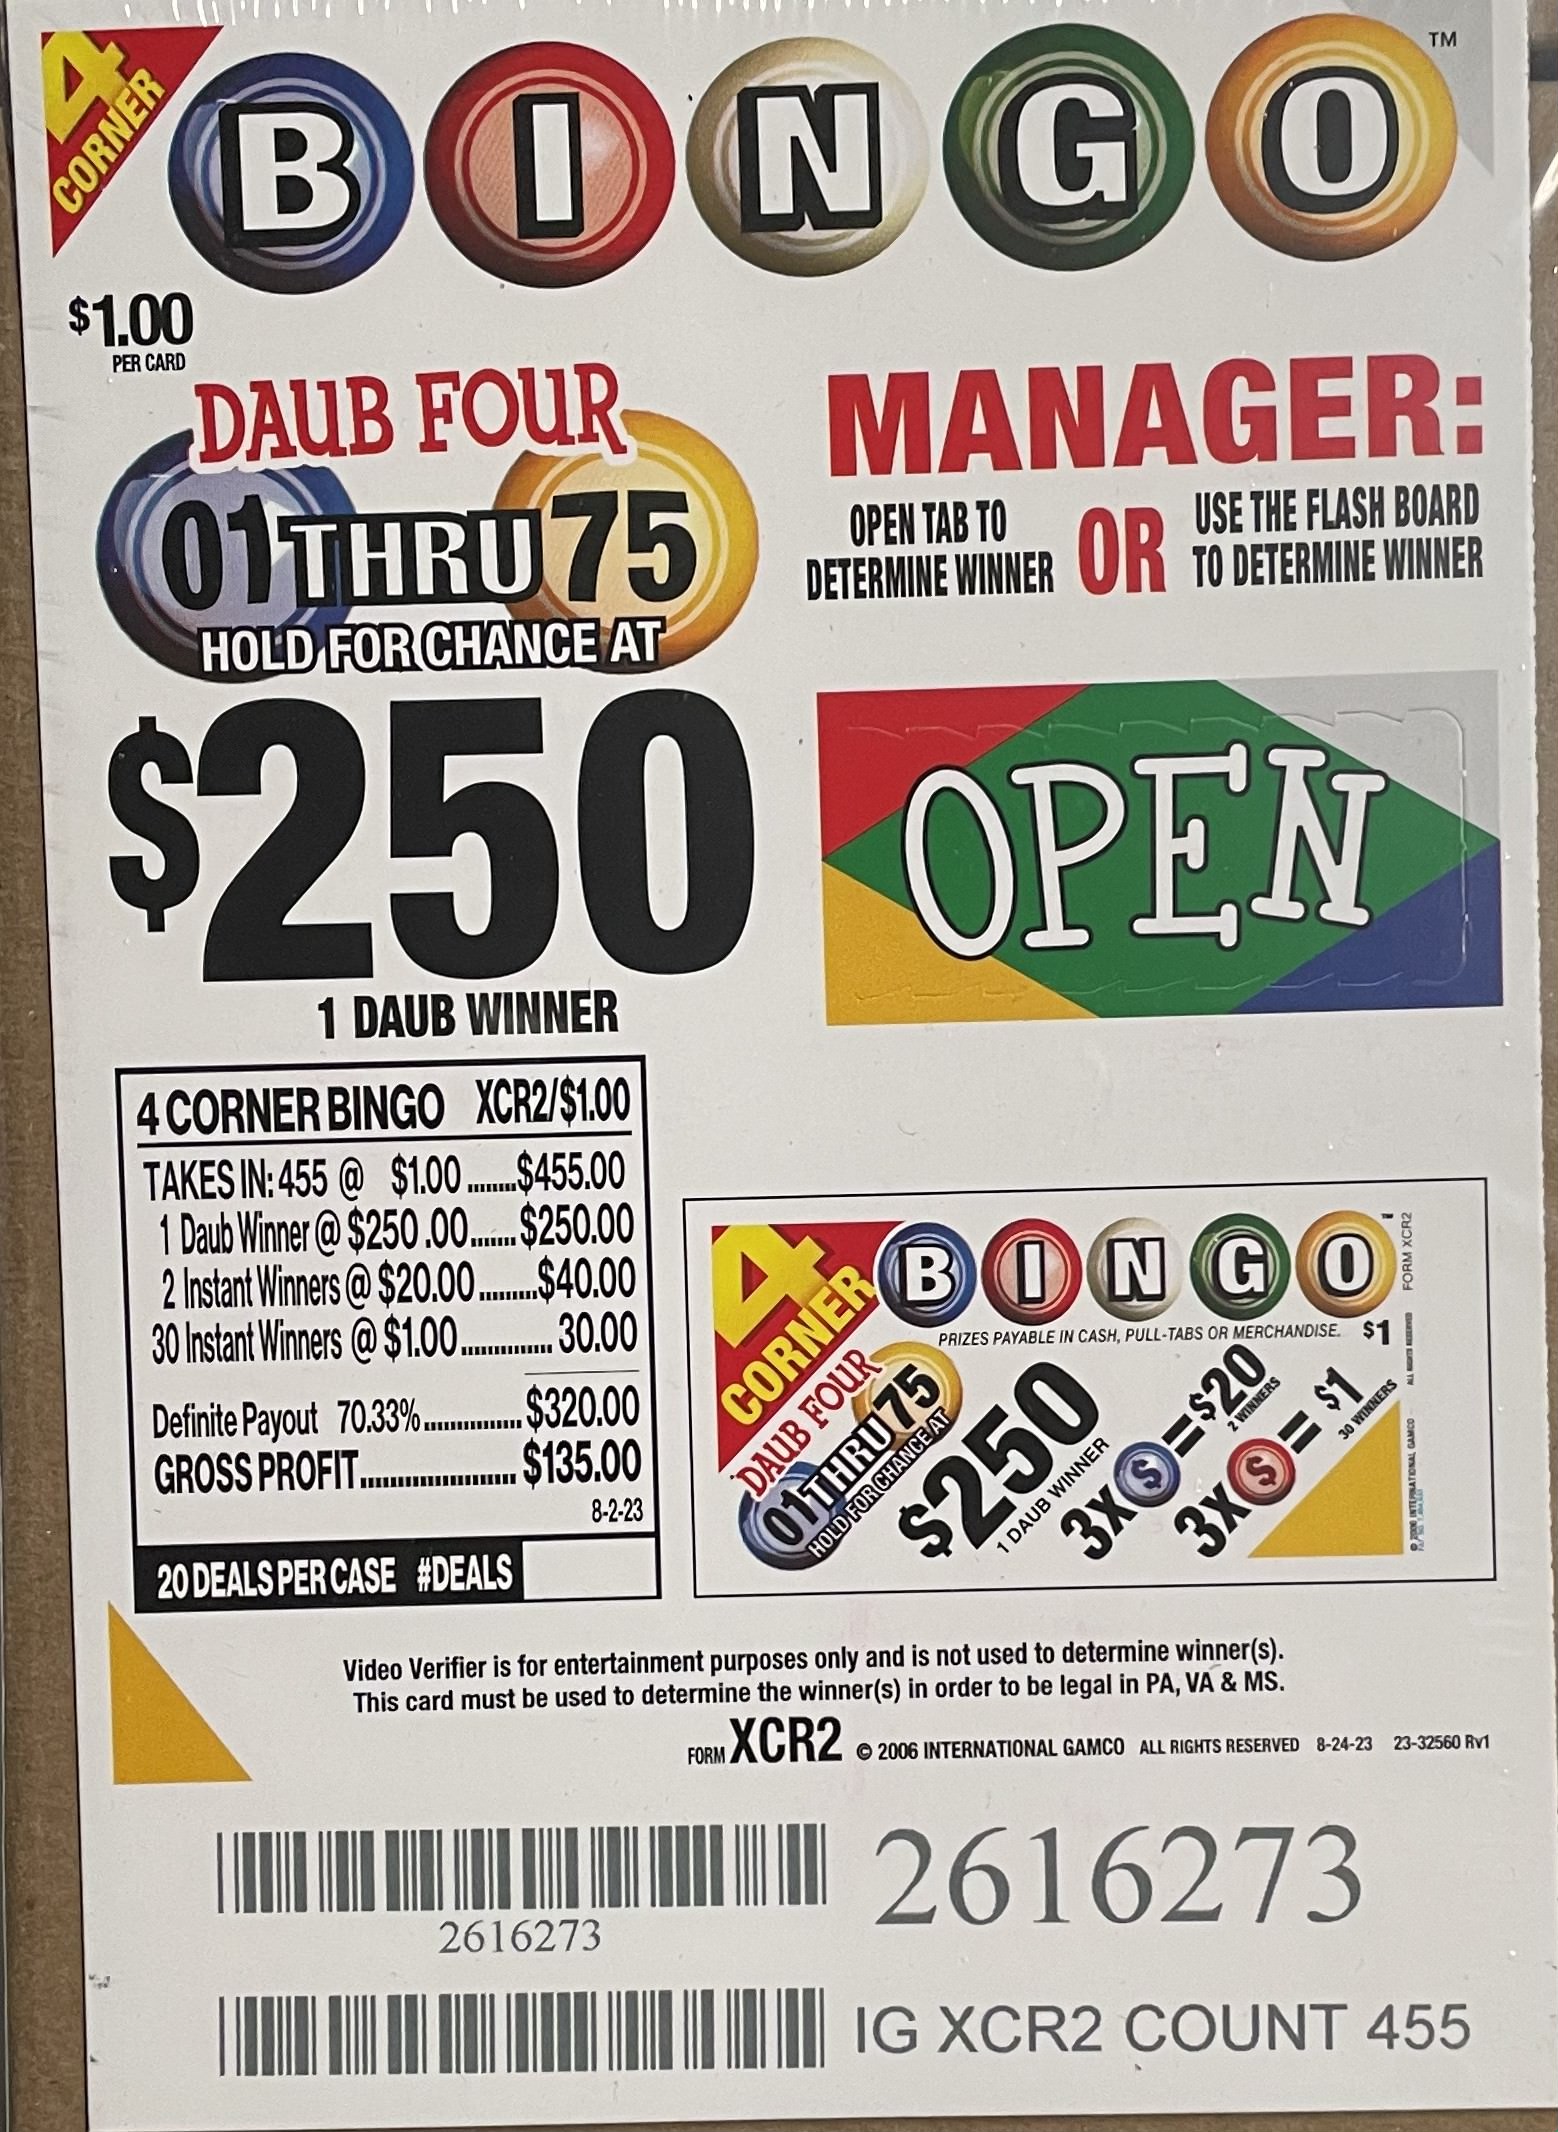 4 CORNER
BINGO™
$1.00
PER CARD
DAUB FOUR
01 THRU 75
HOLD FOR CHANCE AT
$250
1 DAUB WINNER
MANAGER:
OPEN TAB TO
DETERMINE WINNER
OR
USE THE FLASH BOARD
TO DETERMINE WINNER
OPEN
4 CORNER BINGO XCR2/$1.00
TAKES IN: 455 @ $1.00........$455.00
1 Daub Winner @ $250.00.......$250.00
2 Instant Winners @ $20.00.........$40.00
30 Instant Winners @ $1.00.............. 30.00
Definite Payout 70.33%............... $320.00
GROSS PROFIT...................... $135.00
8-2-23
20 DEALS PER CASE #DEALS
4 CORNER
BINGO™
PRIZES PAYABLE IN CASH, PULL-TABS OR MERCHANDISE. $1
DAUB FOUR
01 THRU 75
HOLD FOR CHANCE AT
$250
1 DAUB WINNER
3x $ = $20
2 WINNERS
3x $ = $1
30 WINNERS
© 2006 INTERNATIONAL GAMCO ALL RIGHTS RESERVED FORM XCR2
Video Verifier is for entertainment purposes only and is not used to determine winner(s).
This card must be used to determine the winner(s) in order to be legal in PA, VA & MS.
FORM XCR2 © 2006 INTERNATIONAL GAMCO ALL RIGHTS RESERVED 8-24-23 23-32560 Rv1
2616273
2616273
IG XCR2 COUNT 455